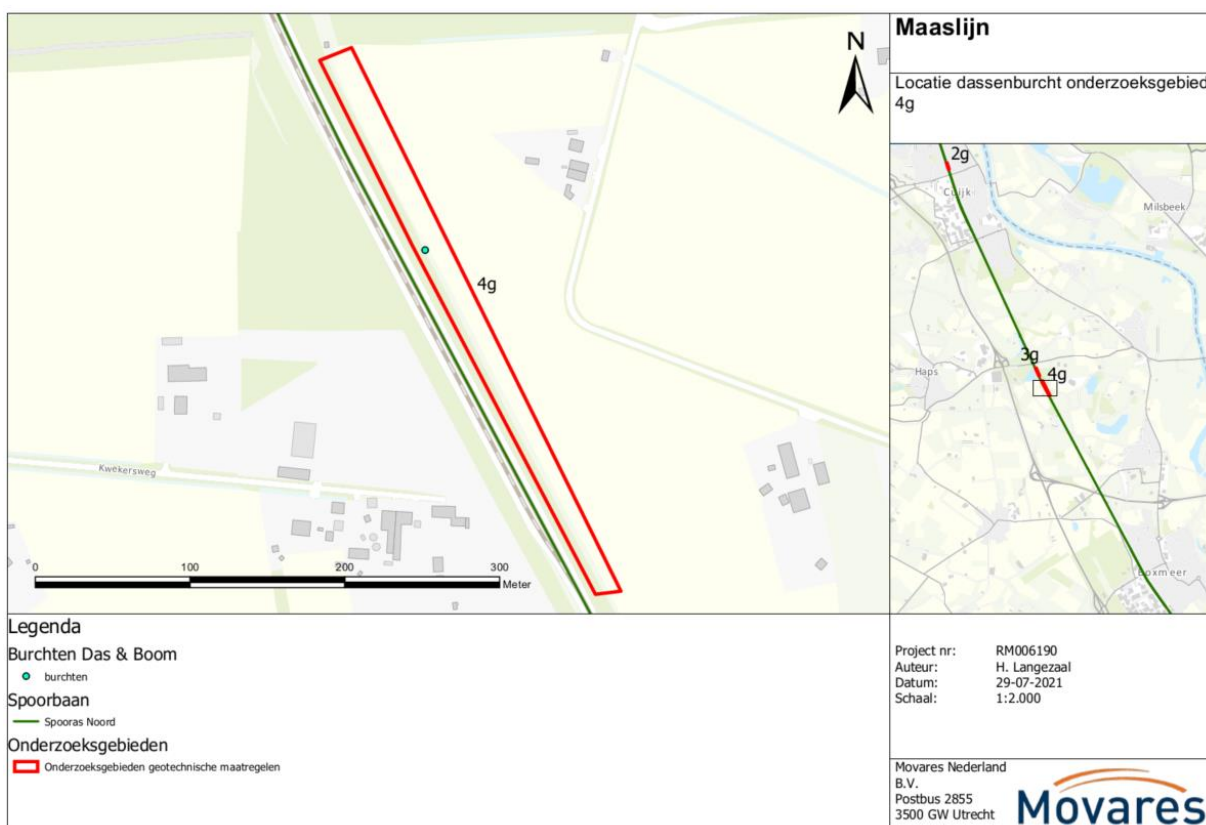 Maaslijn
Locatie dassenburcht onderzoeksgebied
4g
N
4g
Kwekersweg
0 100 200 300
Meter
2g
Cuijk
Milsbeek
3g
4g
Haps
Boxmeer
Legenda
Burchten Das & Boom
burchten
Spoorbaan
Spooras Noord
Onderzoeksgebieden
Onderzoeksgebieden geotechnische maatregelen
Project nr: RM006190
Auteur: H. Langezaal
Datum: 29-07-2021
Schaal: 1:2.000
Movares Nederland
B.V.
Postbus 2855
3500 GW Utrecht
Movares